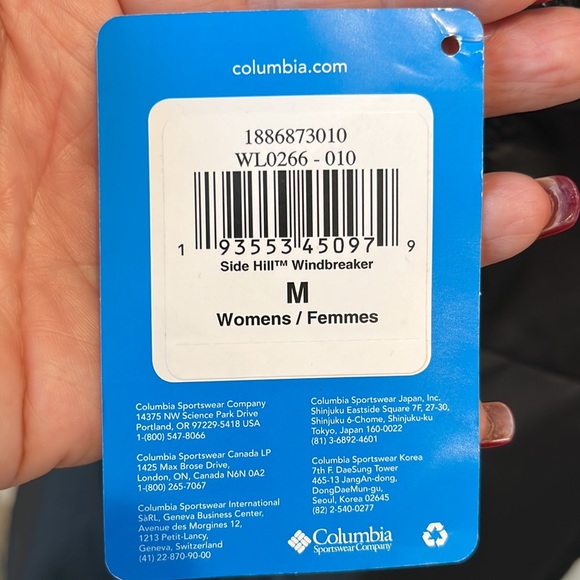 columbia.com
1886873010
WL0266 - 010
1 93553 45097 9
Side Hill™ Windbreaker
M
Womens / Femmes
Columbia Sportswear Company
14375 NW Science Park Drive
Portland, OR 97229-5418 USA
1-(800) 547-8066
Columbia Sportswear Canada LP
1425 Max Brose Drive,
London, ON, Canada N6N 0A2
1-(800) 265-7067
Columbia Sportswear International
SàRL, Geneva Business Center,
Avenue des Morgines 12,
1213 Petit-Lancy,
Geneva, Switzerland
(41) 22-870-90-00
Columbia Sportswear Japan, Inc.
Shinjuku Eastside Square 7F, 27-30,
Shinjuku 6-Chome, Shinjuku-ku
Tokyo, Japan 160-0022
(81) 3-6892-4601
Columbia Sportswear Korea
7th F. DaeSung Tower
465-13 JangAn-dong,
DongDaeMun-gu,
Seoul, Korea 02645
(82) 2-540-0277
Columbia
Sportswear Company